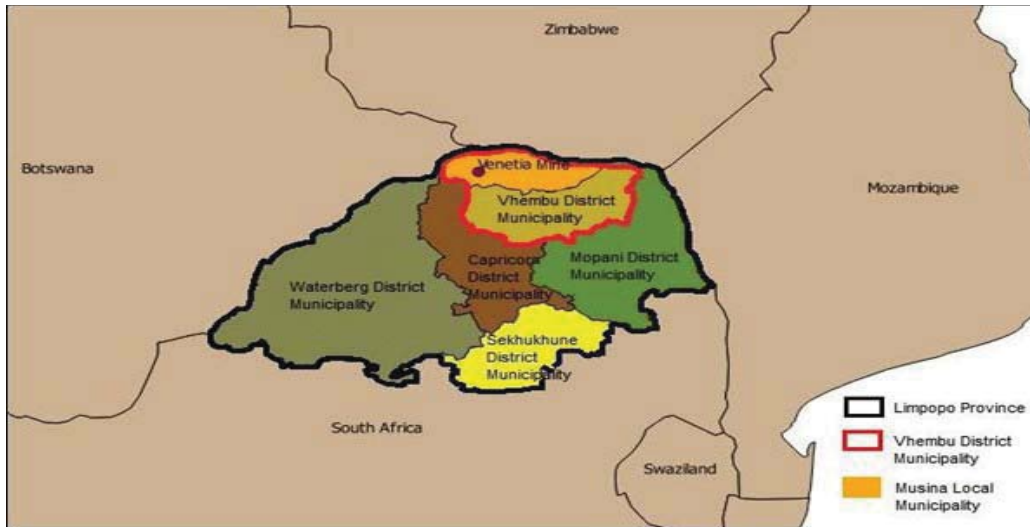 Zimbabwe
Botswana
Mozambique
Venetia Mine
Vhembu District
Municipality
Capricorn
District
Municipality
Mopani District
Municipality
Waterberg District
Municipality
Sekhukhune
District
Municipality
South Africa
Swaziland
Limpopo Province
Vhembu District
Municipality
Musina Local
Municipality